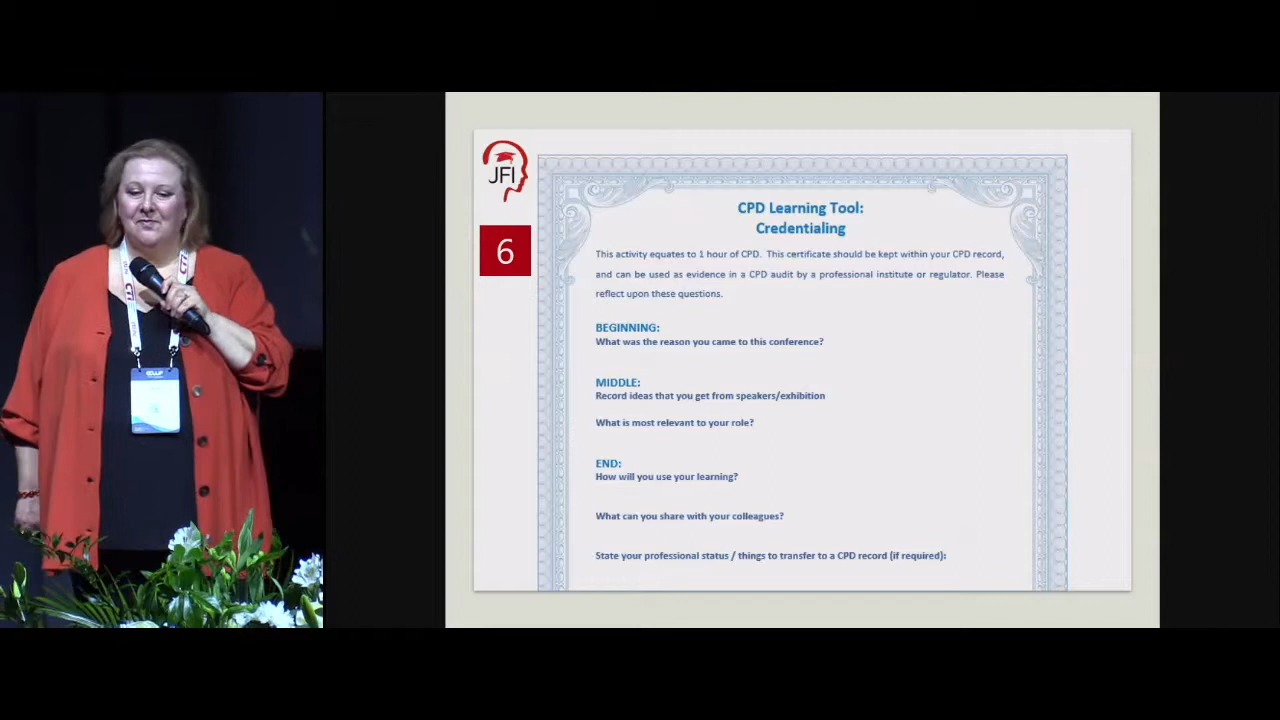 JFI
6
CPD Learning Tool:
Credentialing
This activity equates to 1 hour of CPD. This certificate should be kept within your CPD record,
and can be used as evidence in a CPD audit by a professional institute or regulator. Please
reflect upon these questions.
BEGINNING:
What was the reason you came to this conference?
MIDDLE:
Record ideas that you get from speakers/exhibition
What is most relevant to your role?
END:
How will you use your learning?
What can you share with your colleagues?
State your professional status / things to transfer to a CPD record (if required):